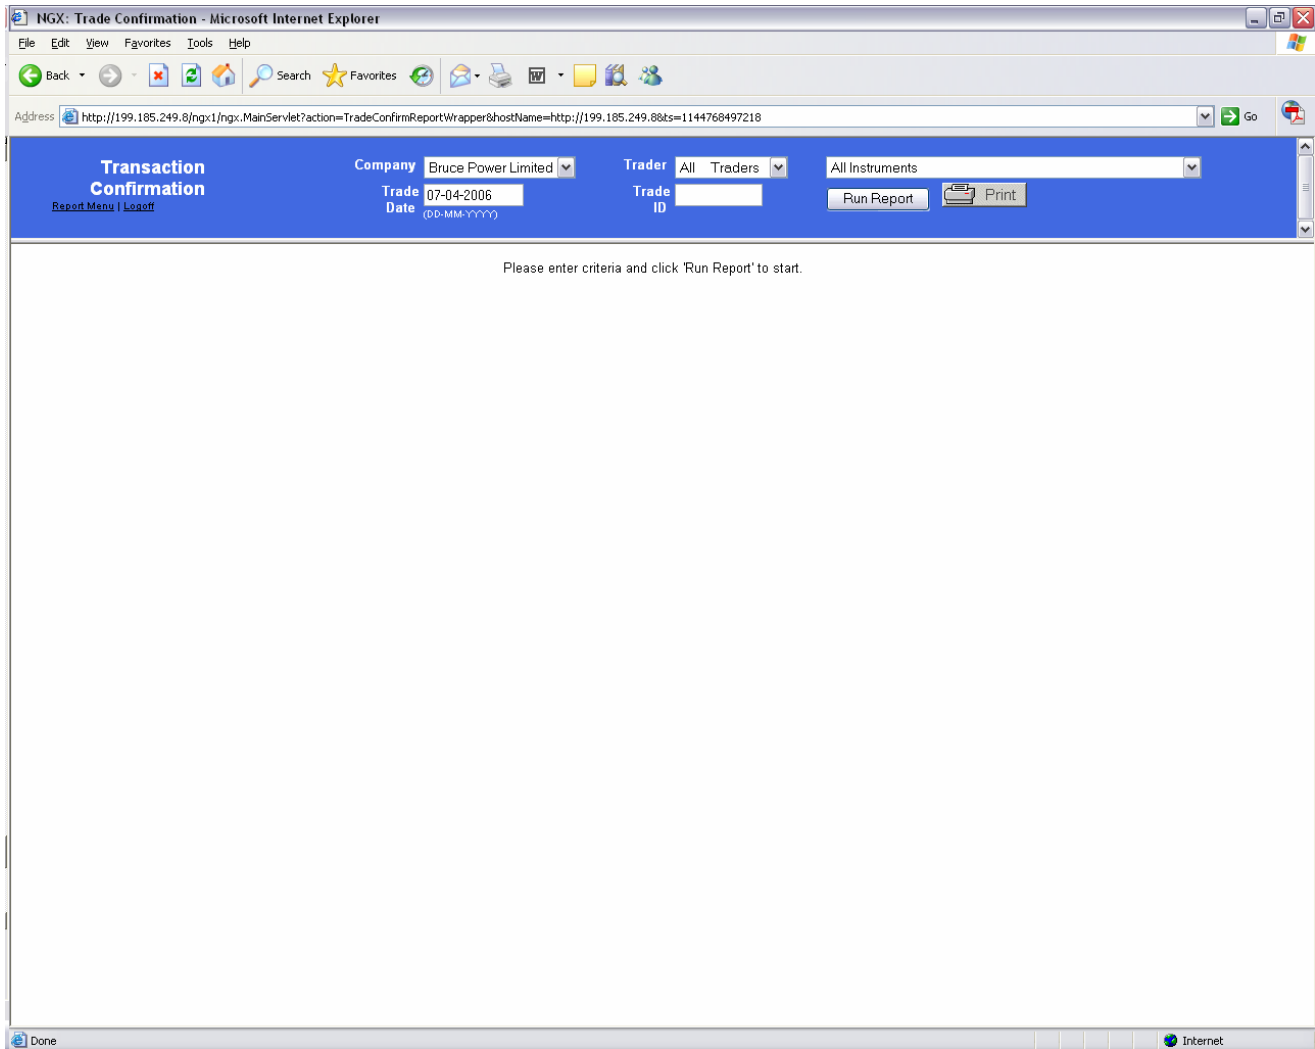 NGX: Trade Confirmation - Microsoft Internet Explorer
File Edit View Favorites Tools Help
Back Search Favorites
Address http://199.185.249.8/ngx1/ngx.MainServlet?action=TradeConfirmReportWrapper&hostName=http://199.185.249.8&ts=1144768497218 Go
Transaction Confirmation
Report Menu | Logoff
Company Bruce Power Limited Trader All Traders All Instruments
Trade Date 07-04-2006 Trade ID Run Report Print
(DD-MM-YYYY)
Please enter criteria and click 'Run Report' to start.
Done Internet